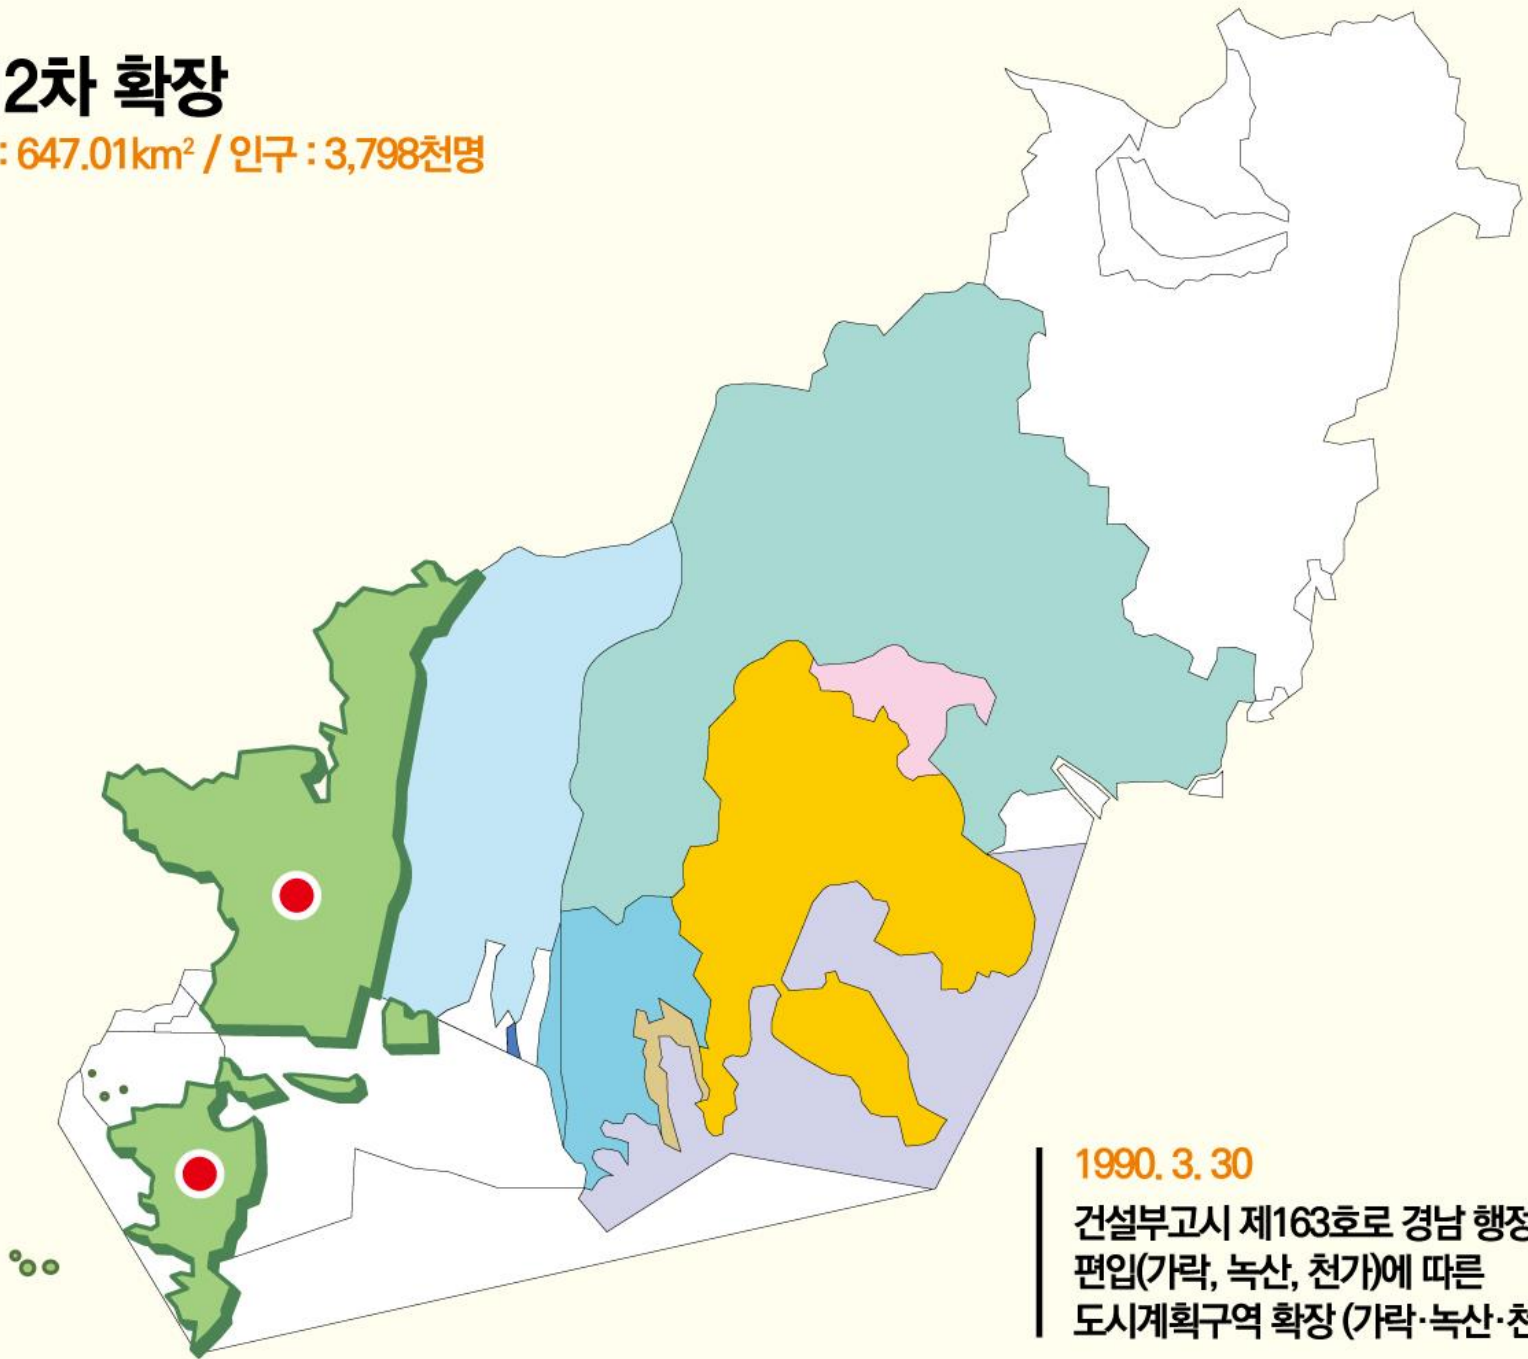 2차 확장
: 647.01km² / 인구 : 3,798천명
1990. 3. 30
건설부고시 제163호로 경남 행정
편입(가락, 녹산, 천가)에 따른
도시계획구역 확장 (가락·녹산·천